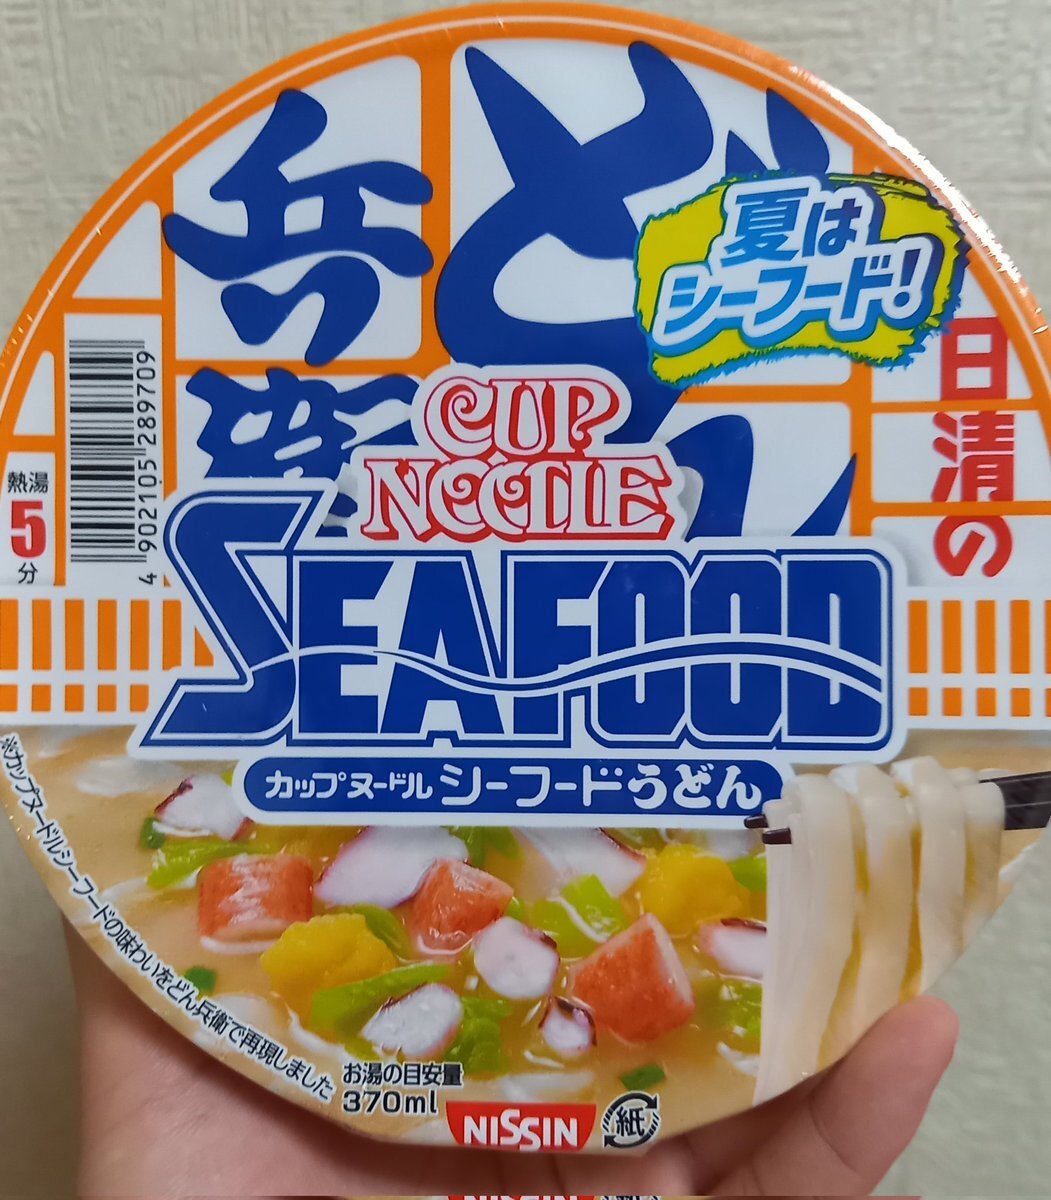 日清の
どん
兵衛
夏は
シーフード!
CUP
NOODLE
SEAFOOD
カップヌードル シーフードうどん
熱湯
5
分
4 902105 289709
※カップヌードルシーフードの味わいをどん兵衛で再現しました
お湯の目安量
370ml
NISSIN
紙